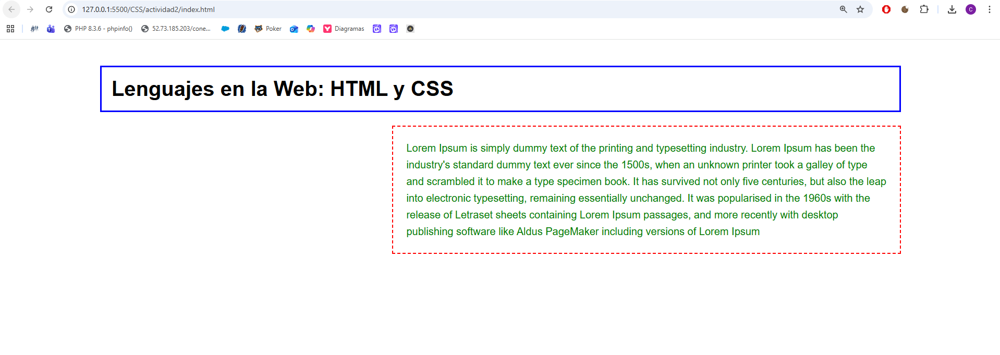 127.0.0.1:5500/CSS/actividad2/index.html
C
PHP 8.3.6 - phpinfo()
52.73.185.203/cone...
Poker
Diagramas
Lenguajes en la Web: HTML y CSS
Lorem Ipsum is simply dummy text of the printing and typesetting industry. Lorem Ipsum has been the
industry's standard dummy text ever since the 1500s, when an unknown printer took a galley of type
and scrambled it to make a type specimen book. It has survived not only five centuries, but also the leap
into electronic typesetting, remaining essentially unchanged. It was popularised in the 1960s with the
release of Letraset sheets containing Lorem Ipsum passages, and more recently with desktop
publishing software like Aldus PageMaker including versions of Lorem Ipsum